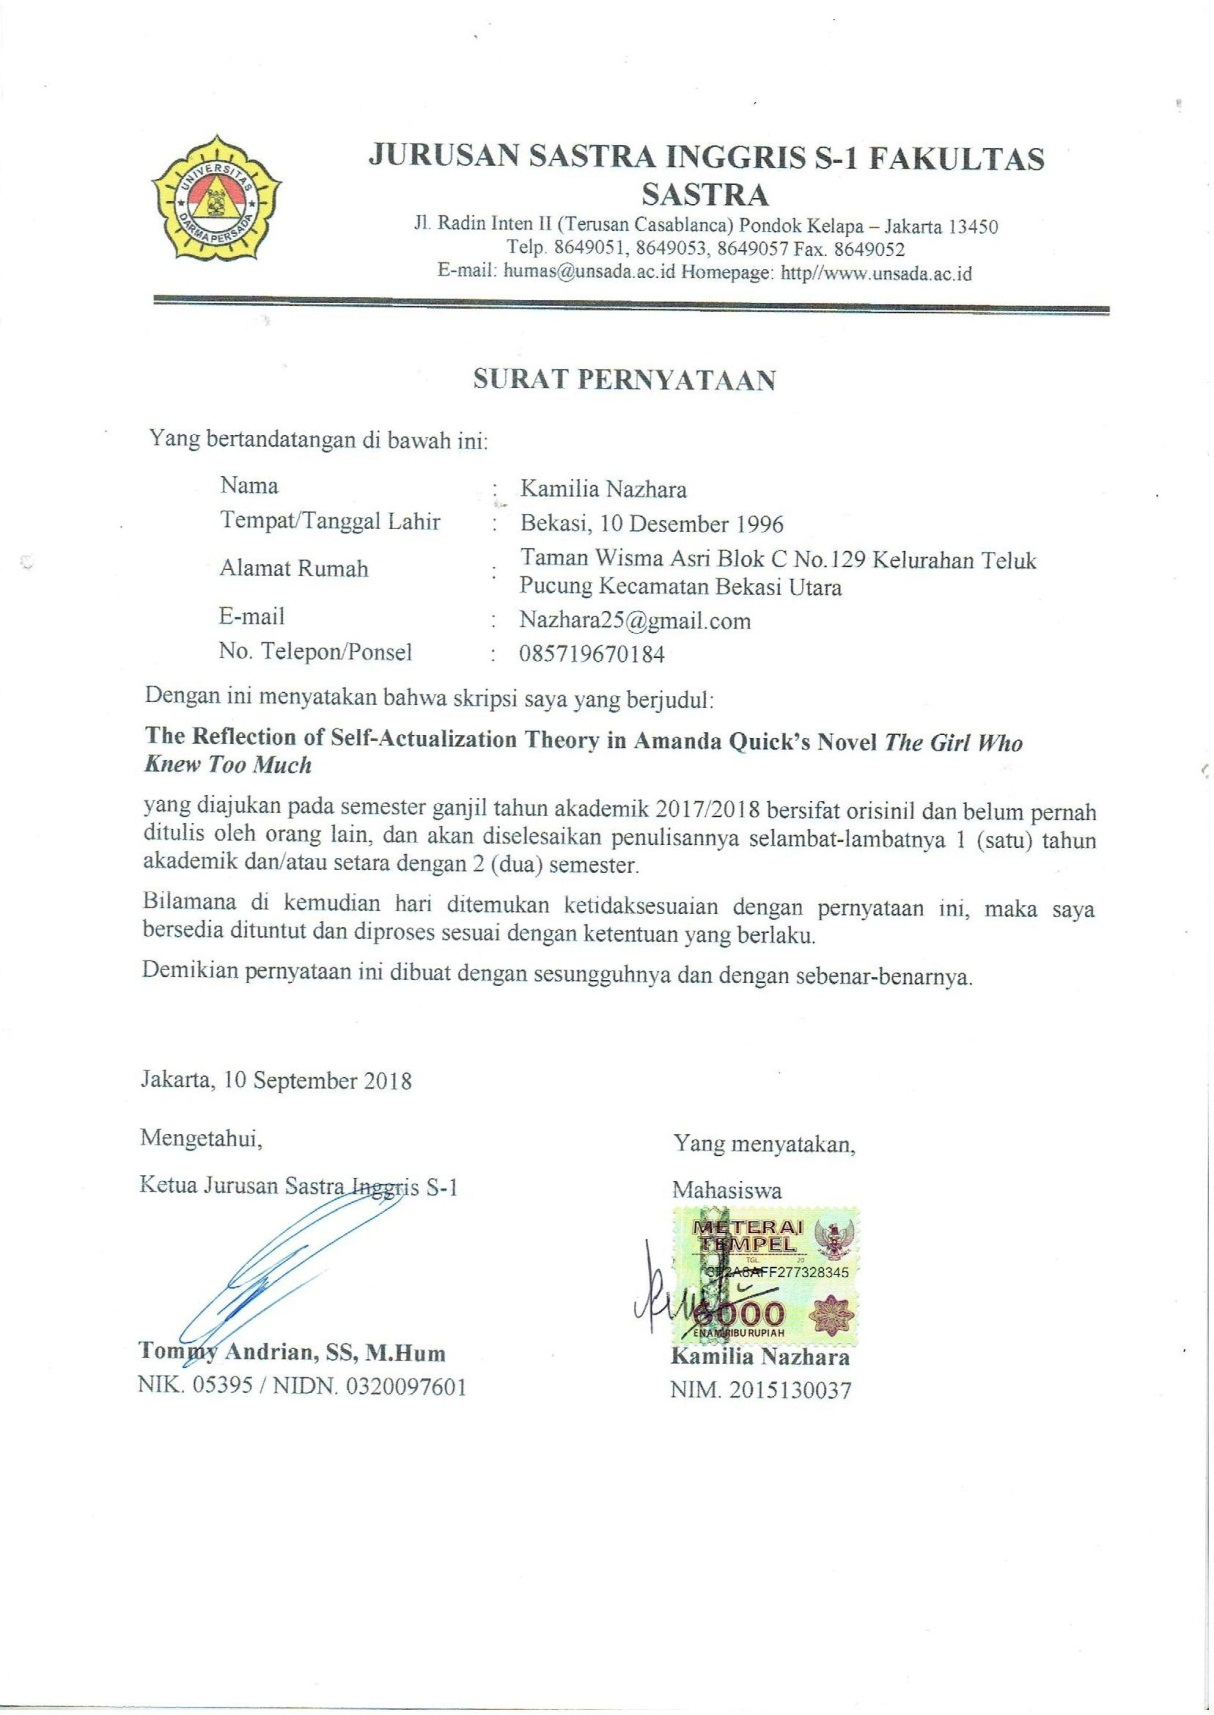 UNIVERSITAS
DARMA PERSADA
JURUSAN SASTRA INGGRIS S-1 FAKULTAS
SASTRA
Jl. Radin Inten II (Terusan Casablanca) Pondok Kelapa – Jakarta 13450
Telp. 8649051, 8649053, 8649057 Fax. 8649052
E-mail: humas@unsada.ac.id Homepage: http//www.unsada.ac.id
SURAT PERNYATAAN
Yang bertandatangan di bawah ini:
Nama : Kamilia Nazhara
Tempat/Tanggal Lahir : Bekasi, 10 Desember 1996
Alamat Rumah : Taman Wisma Asri Blok C No.129 Kelurahan Teluk
Pucung Kecamatan Bekasi Utara
E-mail : Nazhara25@gmail.com
No. Telepon/Ponsel : 085719670184
Dengan ini menyatakan bahwa skripsi saya yang berjudul:
The Reflection of Self-Actualization Theory in Amanda Quick's Novel The Girl Who
Knew Too Much
yang diajukan pada semester ganjil tahun akademik 2017/2018 bersifat orisinil dan belum pernah
ditulis oleh orang lain, dan akan diselesaikan penulisannya selambat-lambatnya 1 (satu) tahun
akademik dan/atau setara dengan 2 (dua) semester.
Bilamana di kemudian hari ditemukan ketidaksesuaian dengan pernyataan ini, maka saya
bersedia dituntut dan diproses sesuai dengan ketentuan yang berlaku.
Demikian pernyataan ini dibuat dengan sesungguhnya dan dengan sebenar-benarnya.
Jakarta, 10 September 2018
Mengetahui,
Yang menyatakan,
Ketua Jurusan Sastra Inggris S-1
Mahasiswa
METERAI
TEMPEL
TGL. 20
6000
ENAM RIBU RUPIAH
Tommy Andrian, SS, M.Hum
Kamilia Nazhara
NIK. 05395 / NIDN. 0320097601
NIM. 2015130037